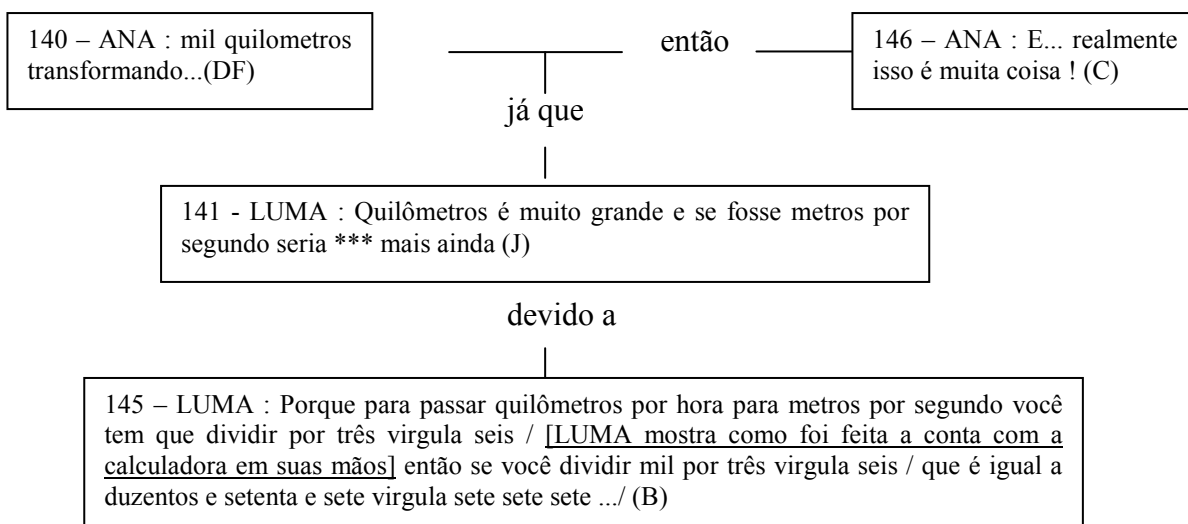 140 – ANA : mil quilometros
transformando...(DF)
então
146 – ANA : E... realmente
isso é muita coisa ! (C)
já que
141 - LUMA : Quilômetros é muito grande e se fosse metros por
segundo seria *** mais ainda (J)
devido a
145 – LUMA : Porque para passar quilômetros por hora para metros por segundo você
tem que dividir por três virgula seis / [LUMA mostra como foi feita a conta com a
calculadora em suas mãos] então se você dividir mil por três virgula seis / que é igual a
duzentos e setenta e sete virgula sete sete sete .../ (B)